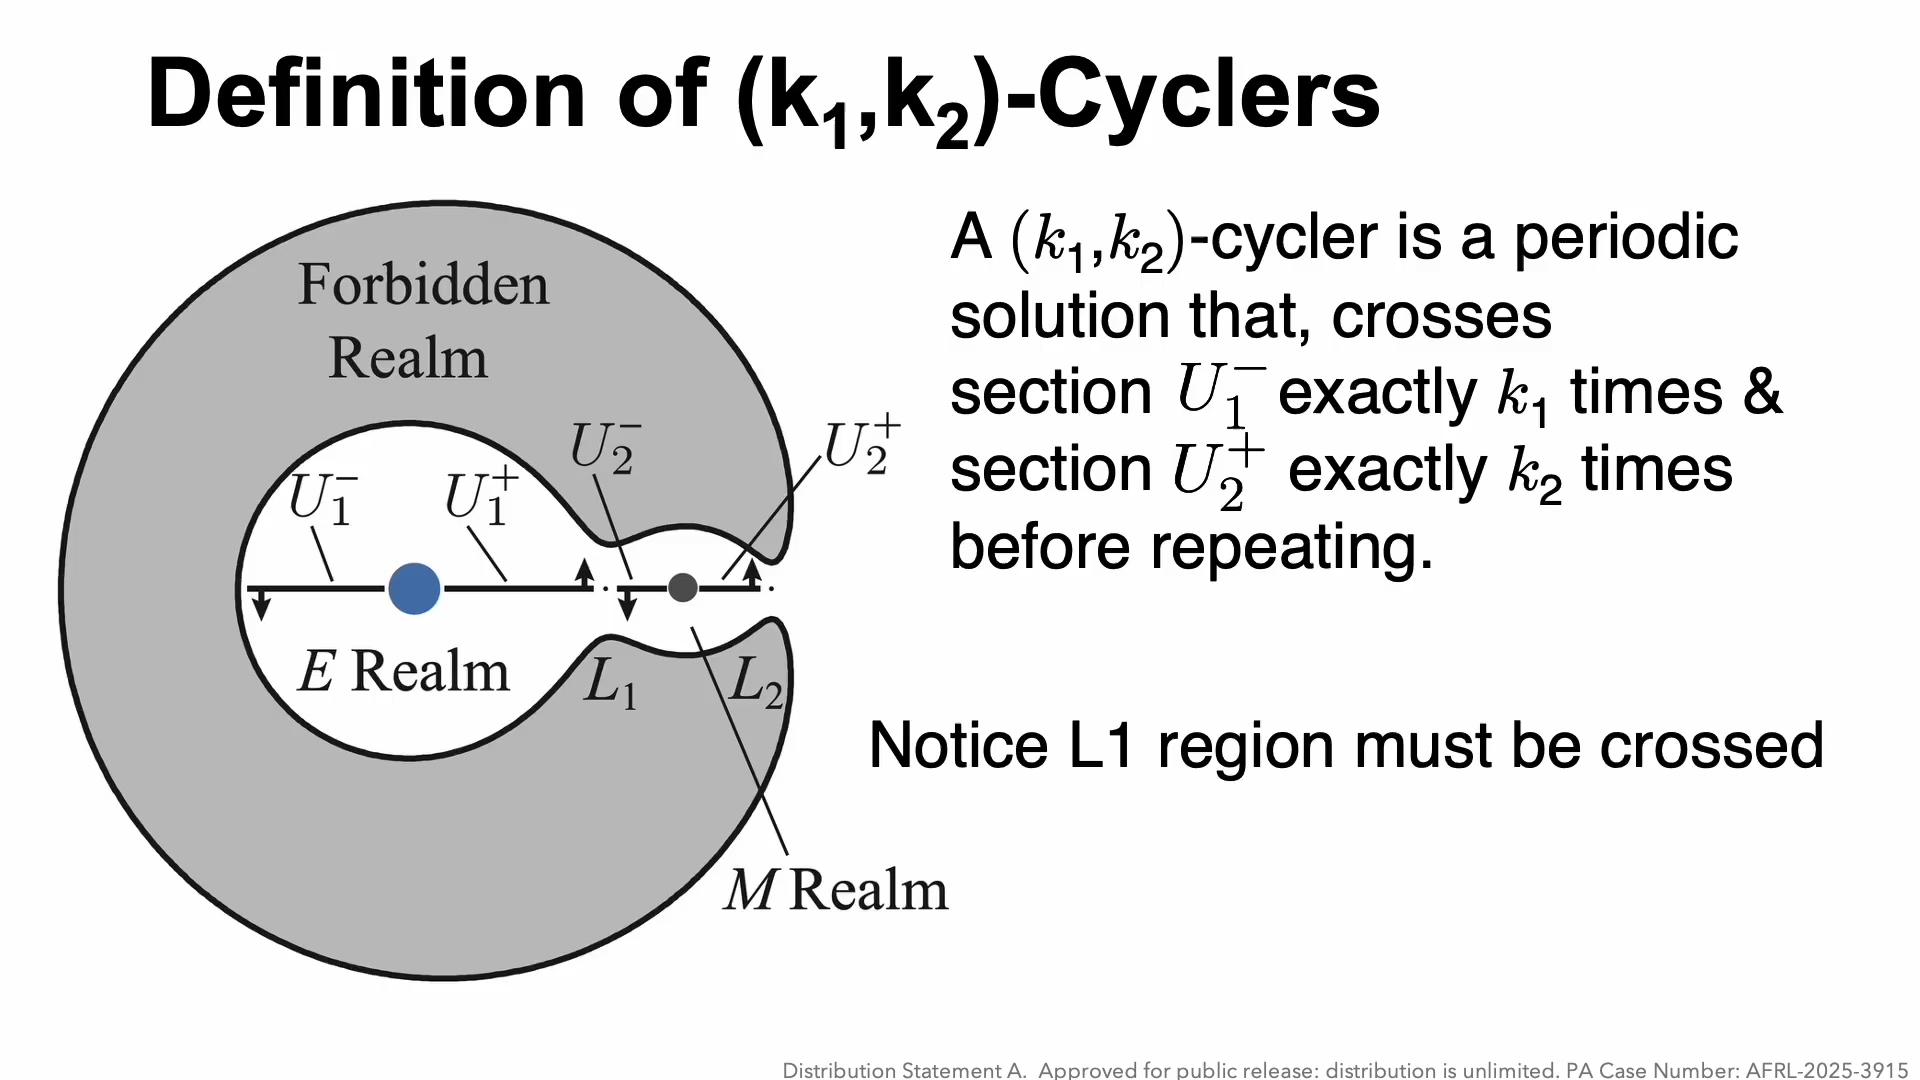 Definition of (k₁,k₂)-Cyclers
Forbidden
Realm
U₁⁻
U₁⁺
U₂⁻
U₂⁺
E Realm
L₁
L₂
M Realm
A (k₁,k₂)-cycler is a periodic
solution that, crosses
section U₁⁻ exactly k₁ times &
section U₂⁺ exactly k₂ times
before repeating.
Notice L1 region must be crossed
Distribution Statement A. Approved for public release: distribution is unlimited. PA Case Number: AFRL-2025-3915